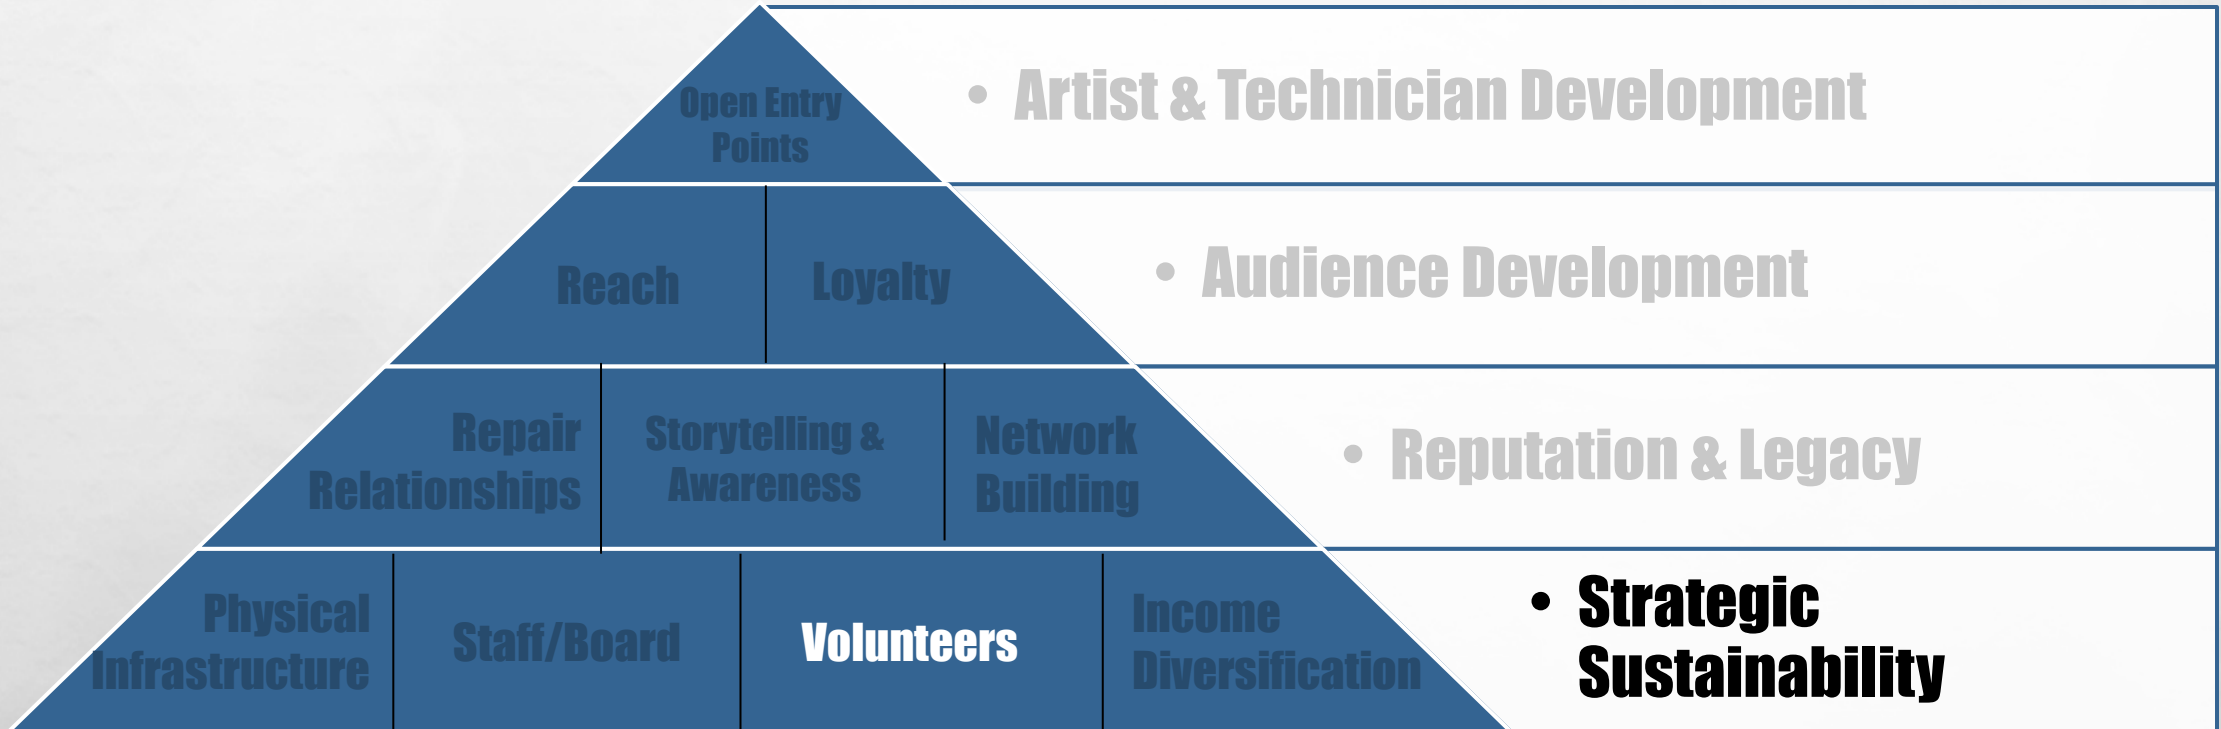 Open Entry
Points
• Artist & Technician Development
Reach
Loyalty
• Audience Development
Repair
Relationships
Storytelling &
Awareness
Network
Building
• Reputation & Legacy
Physical
Infrastructure
Staff/Board
Volunteers
Income
Diversification
• Strategic
Sustainability